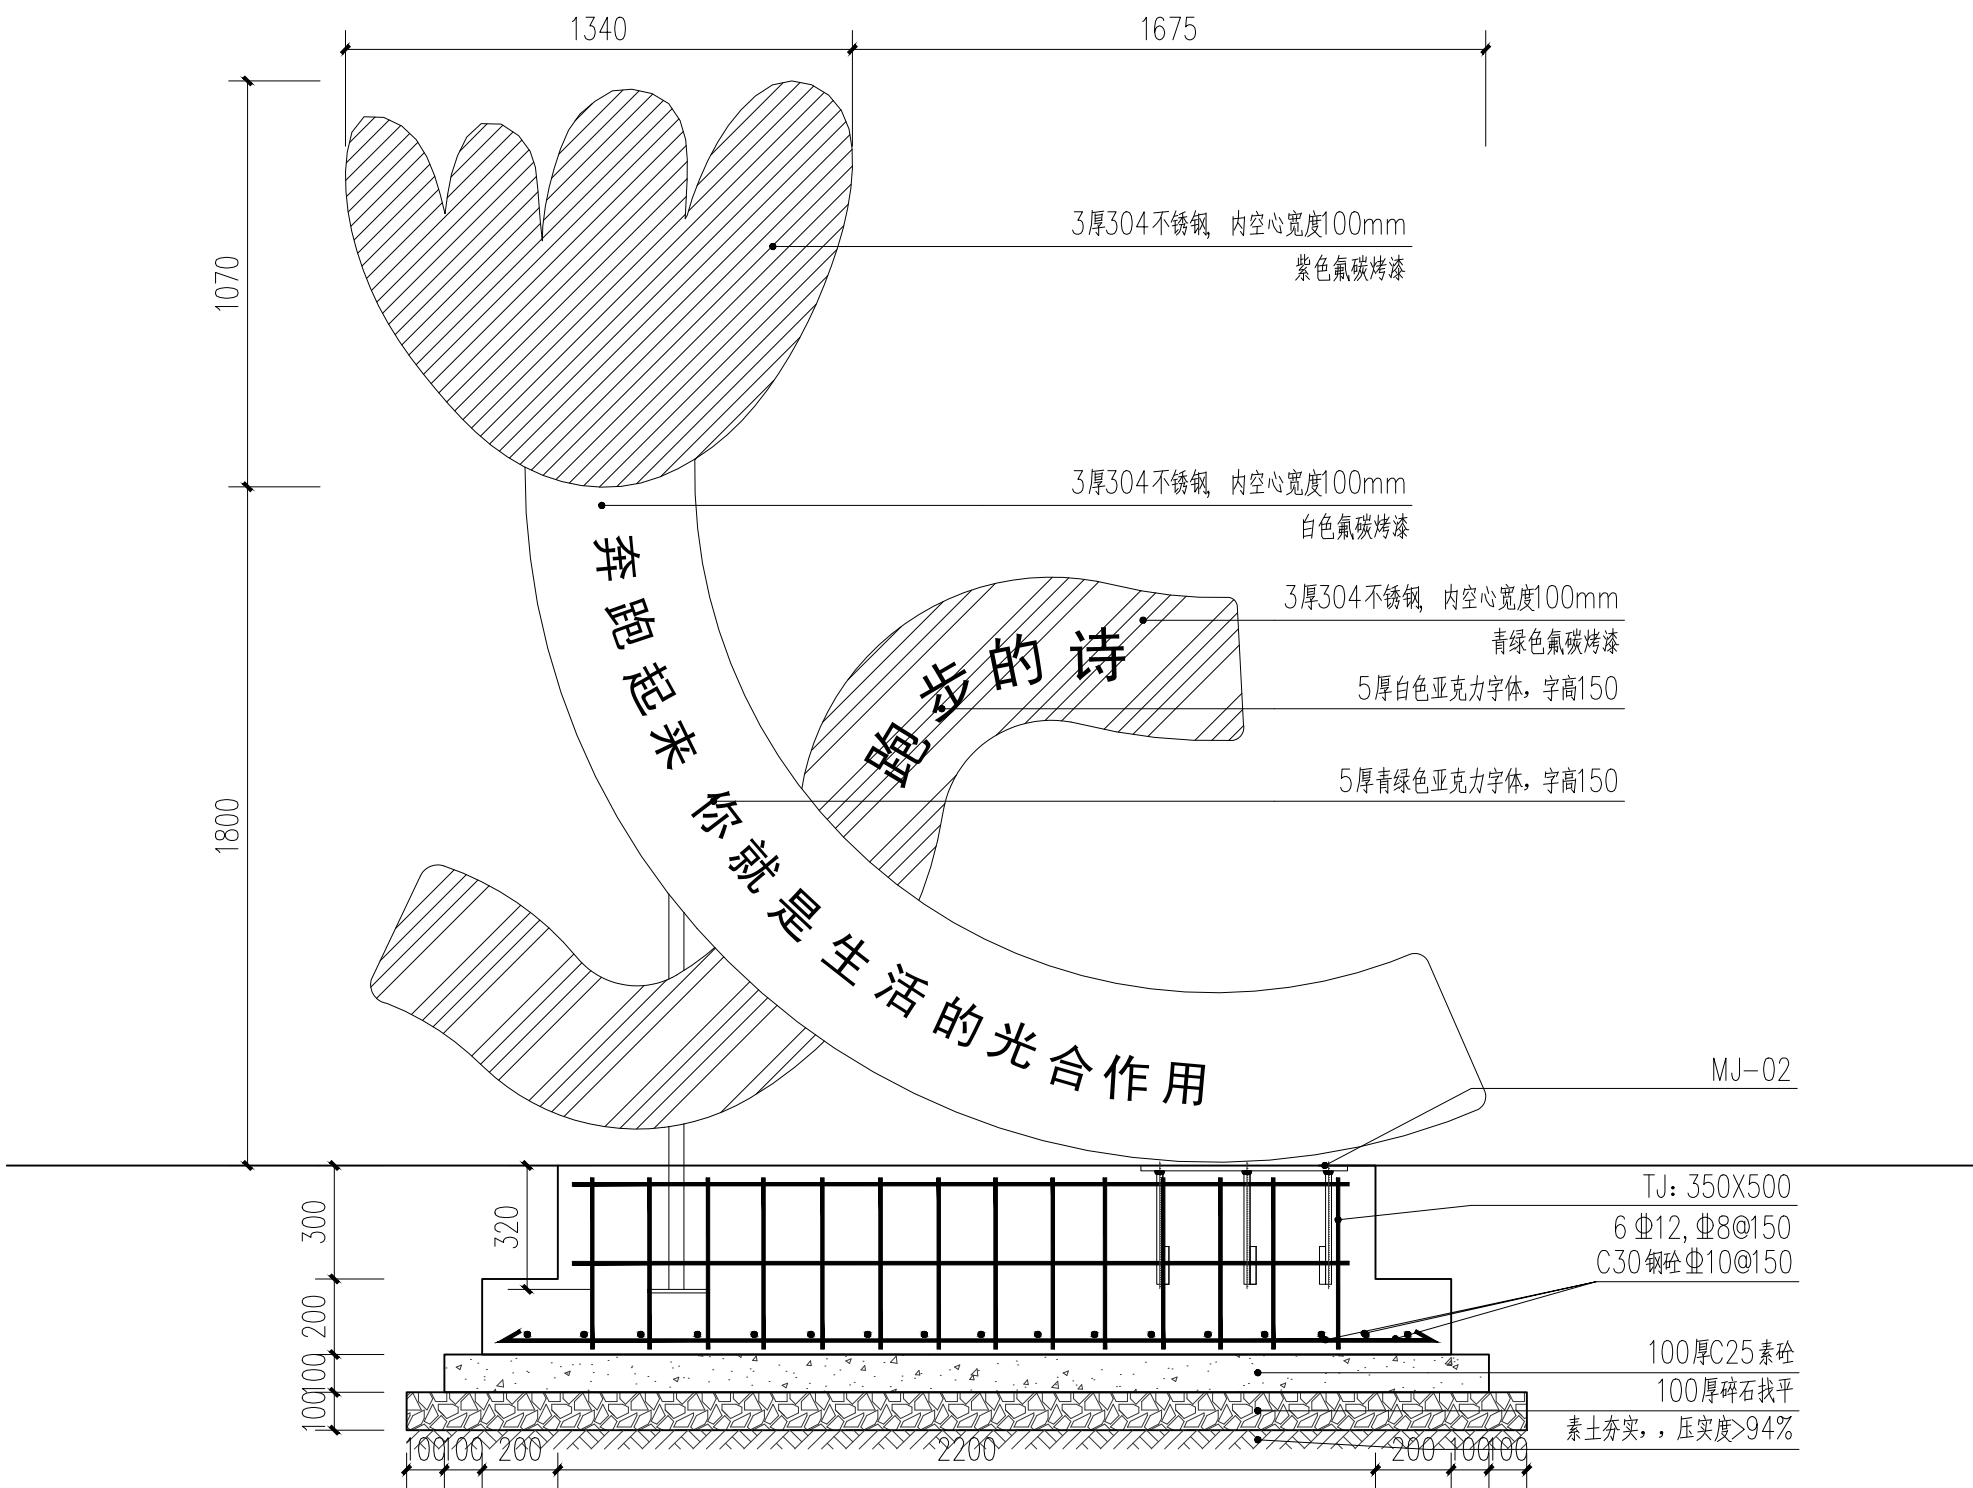 1340
1675
3厚304不锈钢, 内空心宽度100mm
紫色氟碳烤漆
1070
3厚304不锈钢, 内空心宽度100mm
白色氟碳烤漆
奔跑起来 你就是生活的光合作用
3厚304不锈钢, 内空心宽度100mm
青绿色氟碳烤漆
跑步的诗
5厚白色亚克力字体，字高150
5厚青绿色亚克力字体，字高150
1800
MJ-02
TJ: 350X500
6Φ12,Φ8@150
C30钢砼Φ10@150
300
320
200
100
100
100厚C25素砼
100厚碎石找平
素土夯实，，压实度>94%
100
100
200
2200
200
100
100